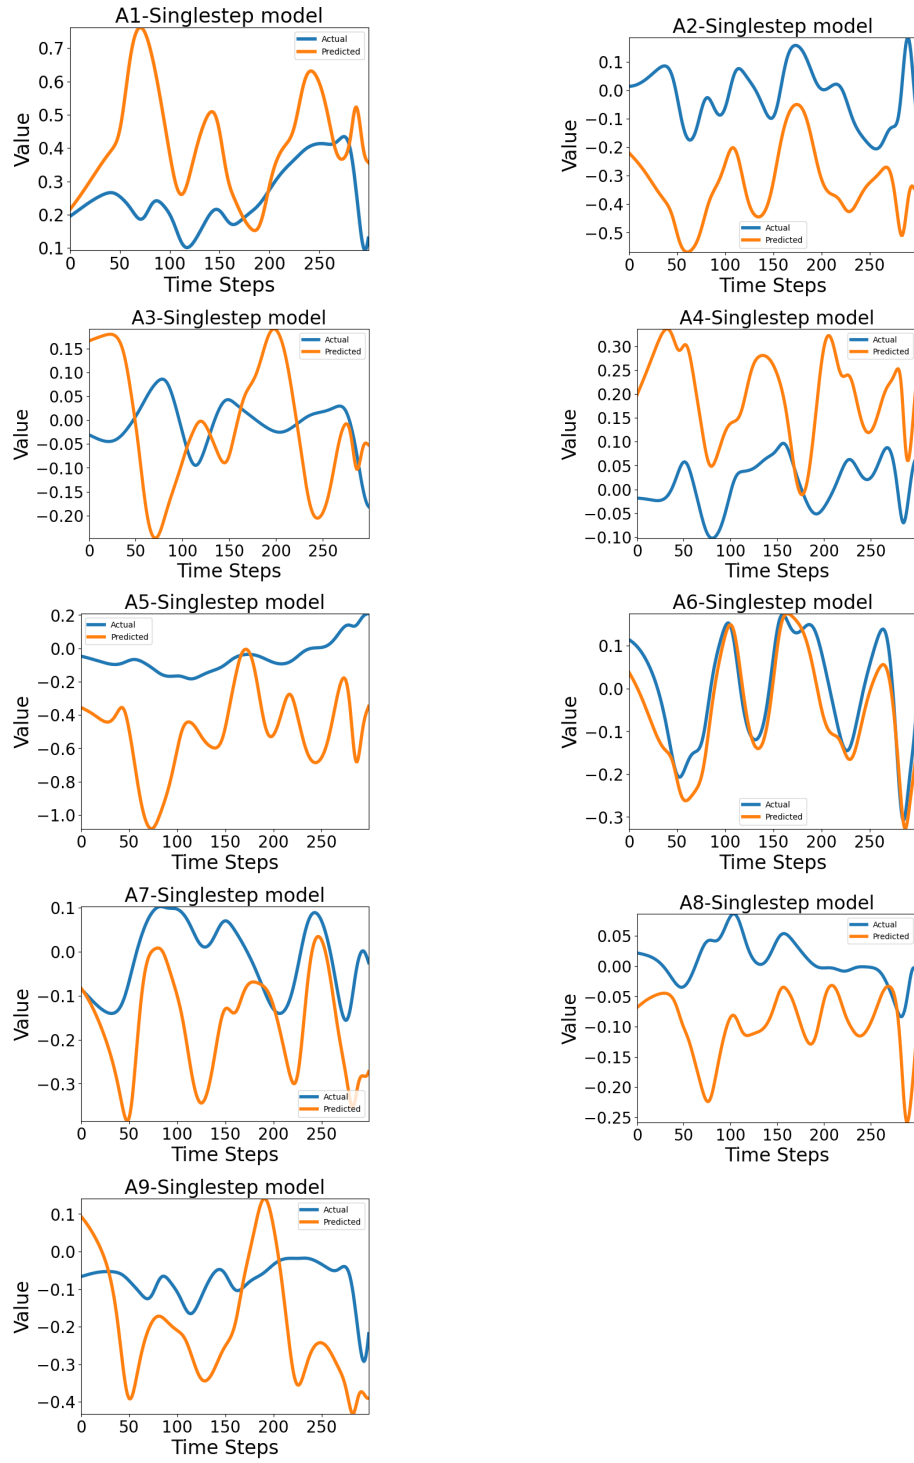 A1-Singlestep model
Value
0.7
0.6
0.5
0.4
0.3
0.2
0.1
Actual
Predicted
0 50 100 150 200 250
Time Steps
A2-Singlestep model
Value
0.1
0.0
−0.1
−0.2
−0.3
−0.4
−0.5
Actual
Predicted
0 50 100 150 200 250
Time Steps
A3-Singlestep model
Value
0.15
0.10
0.05
0.00
−0.05
−0.10
−0.15
−0.20
Actual
Predicted
0 50 100 150 200 250
Time Steps
A4-Singlestep model
Value
0.30
0.25
0.20
0.15
0.10
0.05
0.00
−0.05
−0.10
Actual
Predicted
0 50 100 150 200 250
Time Steps
A5-Singlestep model
Value
0.2
0.0
−0.2
−0.4
−0.6
−0.8
−1.0
Actual
Predicted
0 50 100 150 200 250
Time Steps
A6-Singlestep model
Value
0.1
0.0
−0.1
−0.2
−0.3
Actual
Predicted
0 50 100 150 200 250
Time Steps
A7-Singlestep model
Value
0.1
0.0
−0.1
−0.2
−0.3
Actual
Predicted
0 50 100 150 200 250
Time Steps
A8-Singlestep model
Value
0.05
0.00
−0.05
−0.10
−0.15
−0.20
−0.25
Actual
Predicted
0 50 100 150 200 250
Time Steps
A9-Singlestep model
Value
0.1
0.0
−0.1
−0.2
−0.3
−0.4
Actual
Predicted
0 50 100 150 200 250
Time Steps